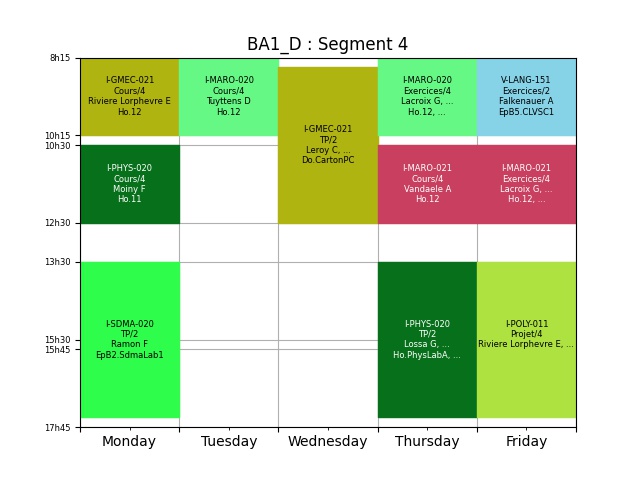 BA1_D : Segment 4
8h15
10h15
10h30
12h30
13h30
15h30
15h45
17h45
I-GMEC-021
Cours/4
Riviere Lorphevre E
Ho.12
I-PHYS-020
Cours/4
Moiny F
Ho.11
I-SDMA-020
TP/2
Ramon F
EpB2.SdmaLab1
I-MARO-020
Cours/4
Tuyttens D
Ho.12
I-GMEC-021
TP/2
Leroy C, ...
Do.CartonPC
I-MARO-020
Exercices/4
Lacroix G, ...
Ho.12, ...
I-MARO-021
Cours/4
Vandaele A
Ho.12
I-PHYS-020
TP/2
Lossa G, ...
Ho.PhysLabA, ...
V-LANG-151
Exercices/2
Falkenauer A
EpB5.CLVSC1
I-MARO-021
Exercices/4
Lacroix G, ...
Ho.12, ...
I-POLY-011
Projet/4
Riviere Lorphevre E, ...
Monday
Tuesday
Wednesday
Thursday
Friday